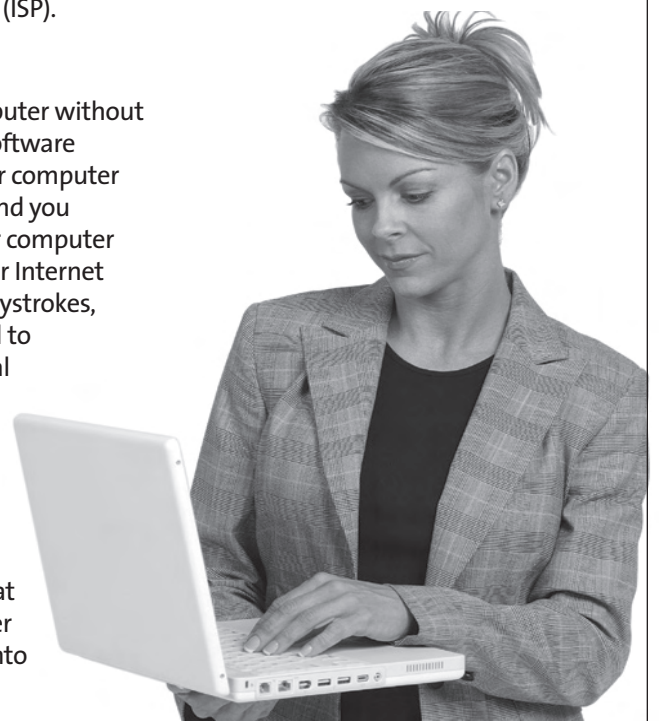 (ISP).
puter without
oftware
r computer
nd you
r computer
r Internet
ystrokes,
l to
al
at
er
nto